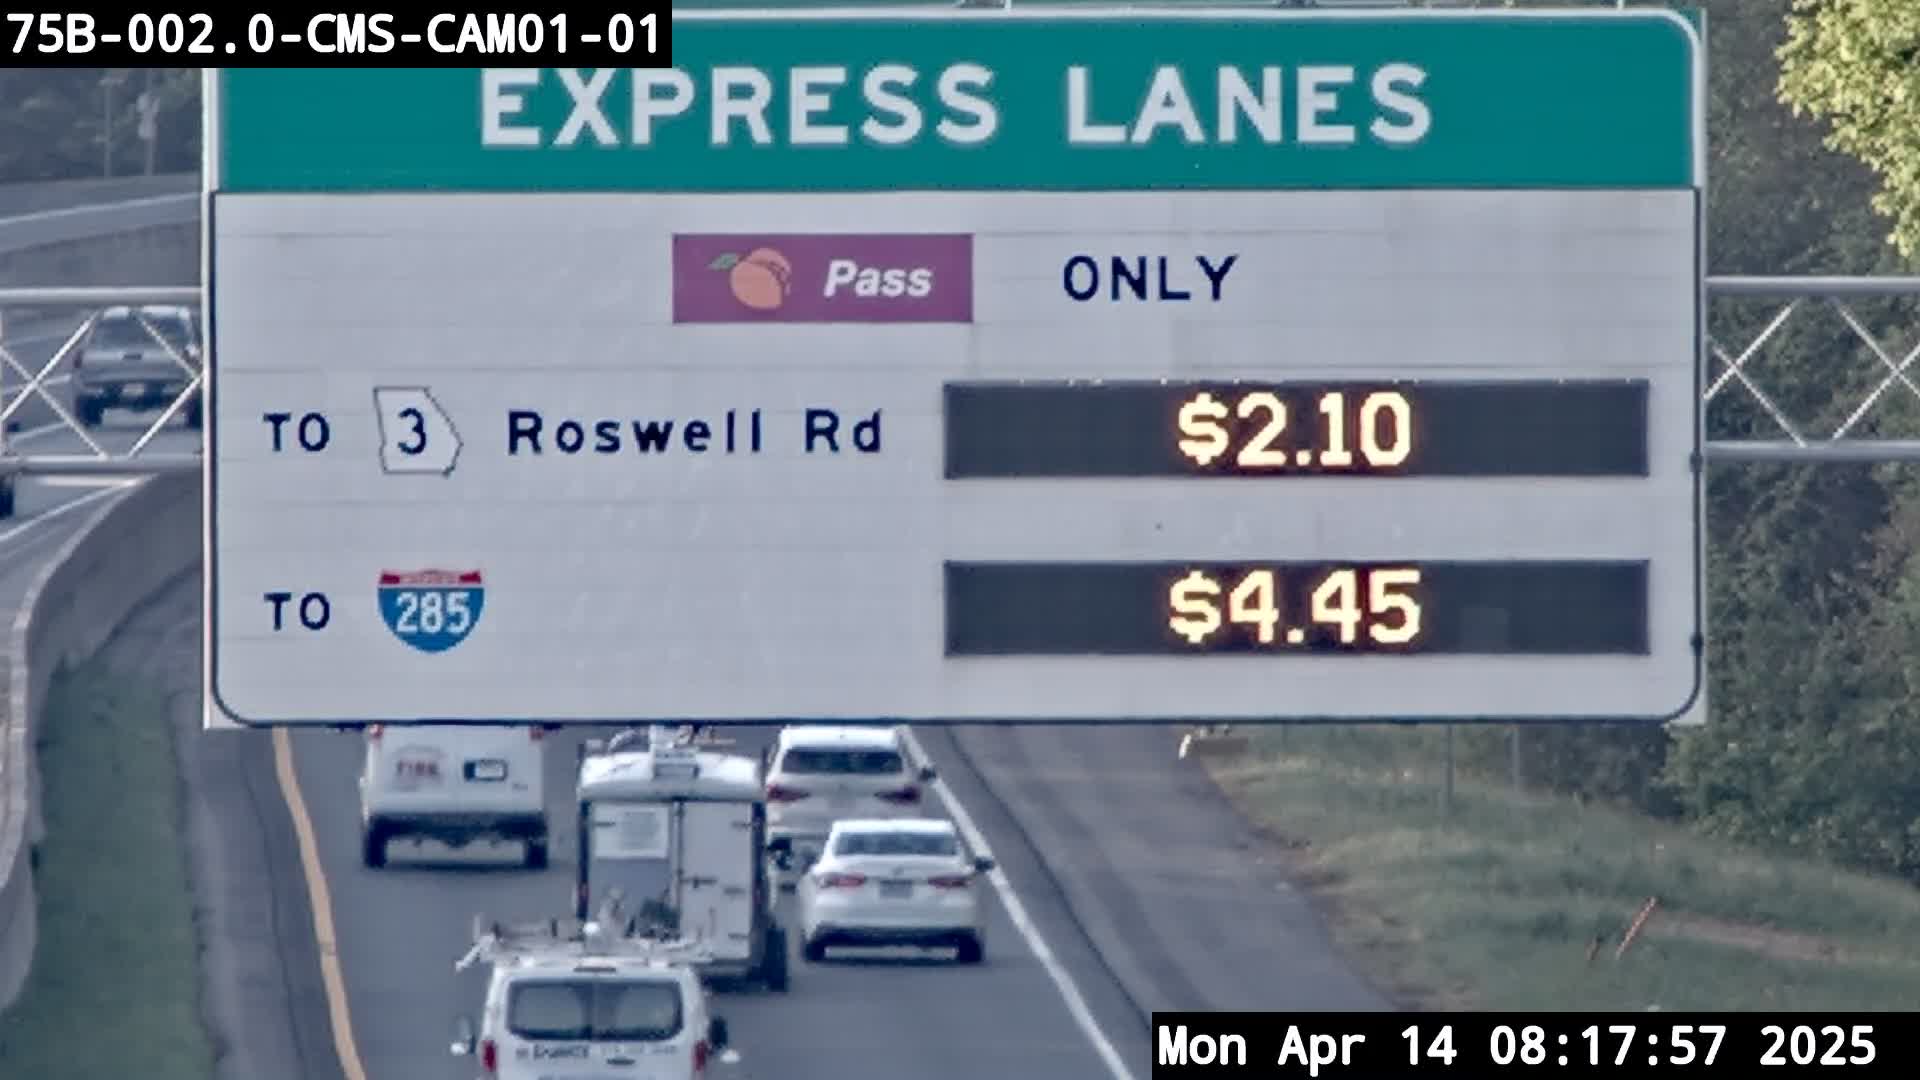 75B-002.0-CMS-CAM01-01
EXPRESS LANES
Pass ONLY
TO 3 Roswell Rd $2.10
TO 285 $4.45
Mon Apr 14 08:17:57 2025